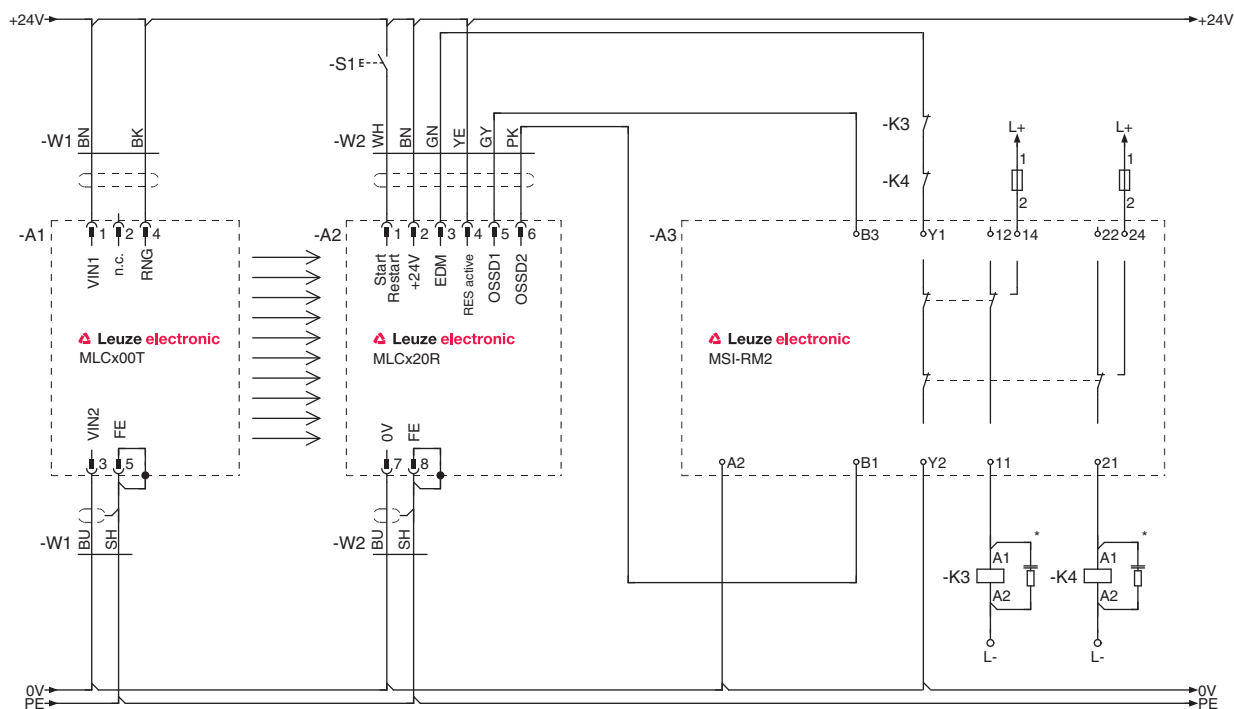 +24V
+24V
-S1
-W1
BN
BK
-W2
WH
BN
GN
YE
GY
PK
-K3
-K4
L+
1
2
L+
1
2
-A1
1
2
4
VIN1
n.c.
RNG
Leuze electronic
MLCx00T
VIN2
FE
3
5
-W1
BU
SH
-A2
1
2
3
4
5
6
Start
Restart
+24V
EDM
RES active
OSSD1
OSSD2
Leuze electronic
MLCx20R
0V
FE
7
8
-W2
BU
SH
-A3
B3
Y1
12
14
22
24
Leuze electronic
MSI-RM2
A2
B1
Y2
11
21
-K3
A1
A2
*
L-
-K4
A1
A2
*
L-
0V
0V
PE
PE